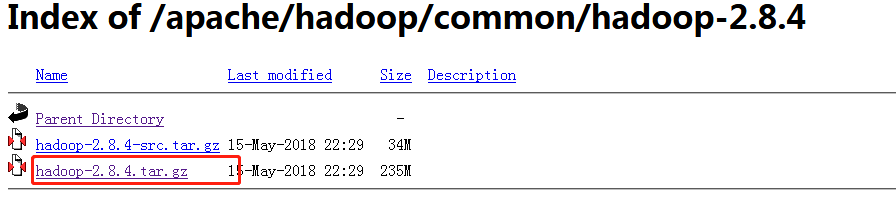 Index of /apache/hadoop/common/hadoop-2.8.4
Name Last modified Size Description
Parent Directory -
hadoop-2.8.4-src.tar.gz 15-May-2018 22:29 34M
hadoop-2.8.4.tar.gz 15-May-2018 22:29 235M